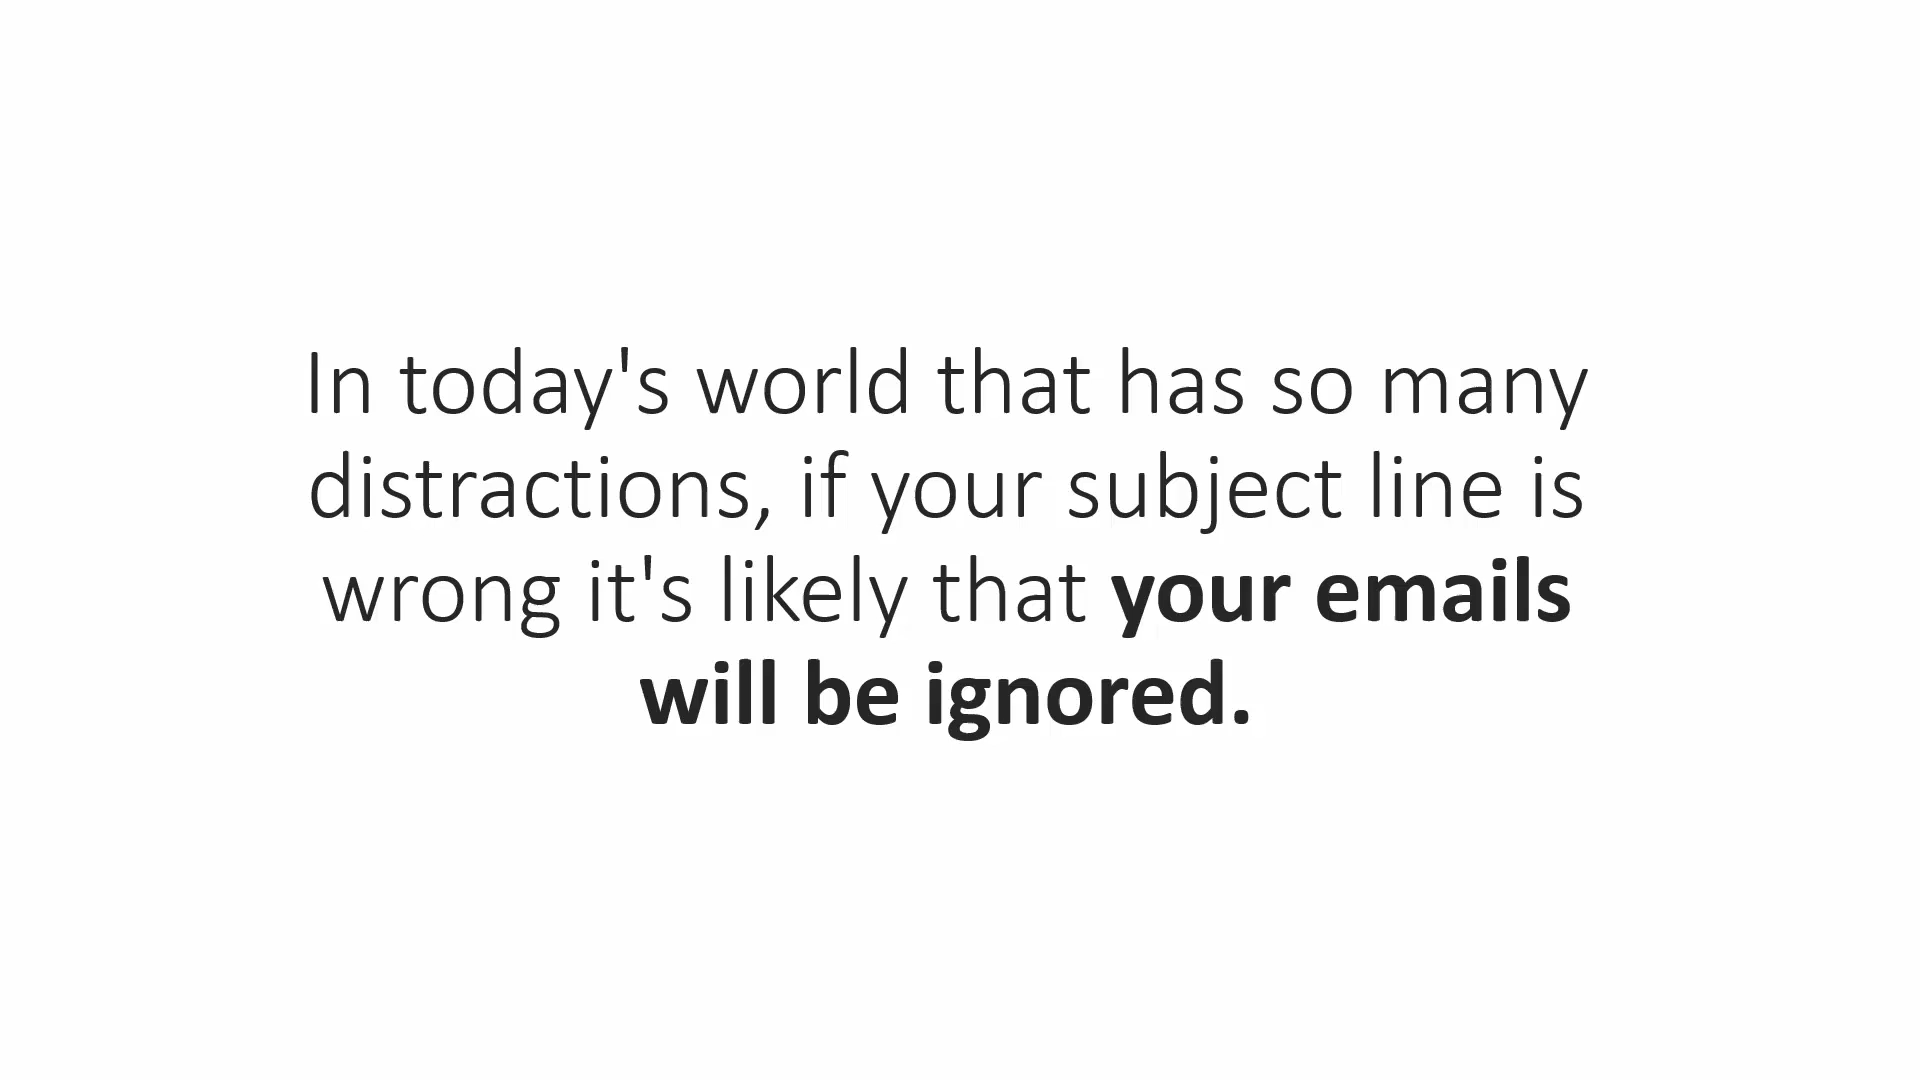 In today's world that has so many
distractions, if your subject line is
wrong it's likely that your emails
will be ignored.